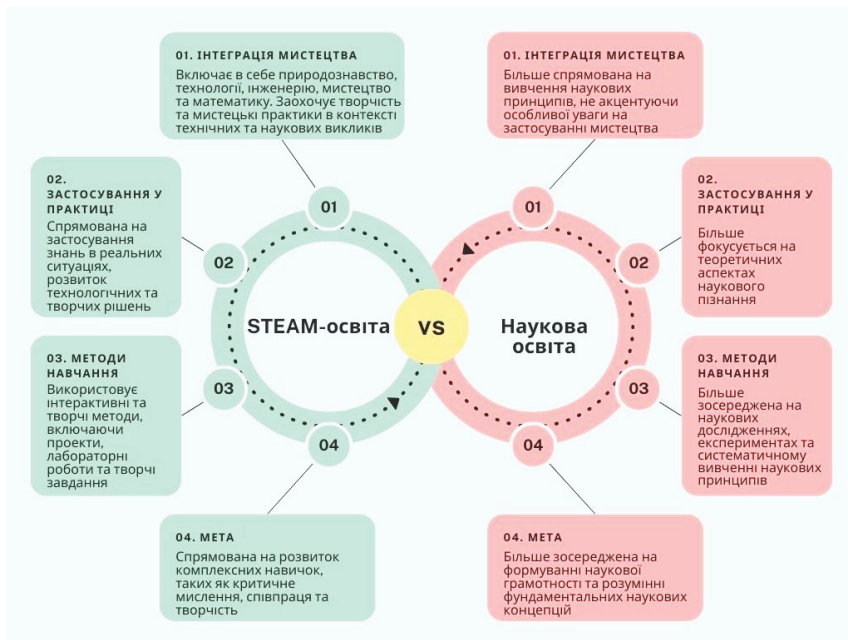 01. ІНТЕГРАЦІЯ МИСТЕЦТВА
Включає в себе природознавство,
технології, інженерію, мистецтво
та математику. Заохочує творчість
та мистецькі практики в контексті
технічних та наукових викликів
01. ІНТЕГРАЦІЯ МИСТЕЦТВА
Більше спрямована на
вивчення наукових
принципів, не акцентуючи
особливої уваги на
застосуванні мистецтва
02.
ЗАСТОСУВАННЯ У
ПРАКТИЦІ
Спрямована на
застосування
знань в реальних
ситуаціях,
розвиток
технологічних та
творчих рішень
02.
ЗАСТОСУВАННЯ У
ПРАКТИЦІ
Більше
фокусується на
теоретичних
аспектах
наукового
пізнання
01
01
02
02
STEAM-освіта
VS
Наукова
освіта
03
03
04
04
03. МЕТОДИ
НАВЧАННЯ
Використовує
інтерактивні та
творчі методи,
включаючи
проекти,
лабораторні
роботи та творчі
завдання
03. МЕТОДИ
НАВЧАННЯ
Більше
зосереджена на
наукових
дослідженнях,
експериментах та
систематичному
вивченні наукових
принципів
04. МЕТА
Спрямована на розвиток
комплексних навичок,
таких як критичне
мислення, співпраця та
творчість
04. МЕТА
Більше зосереджена на
формуванні наукової
грамотності та розумінні
фундаментальних наукових
концепцій